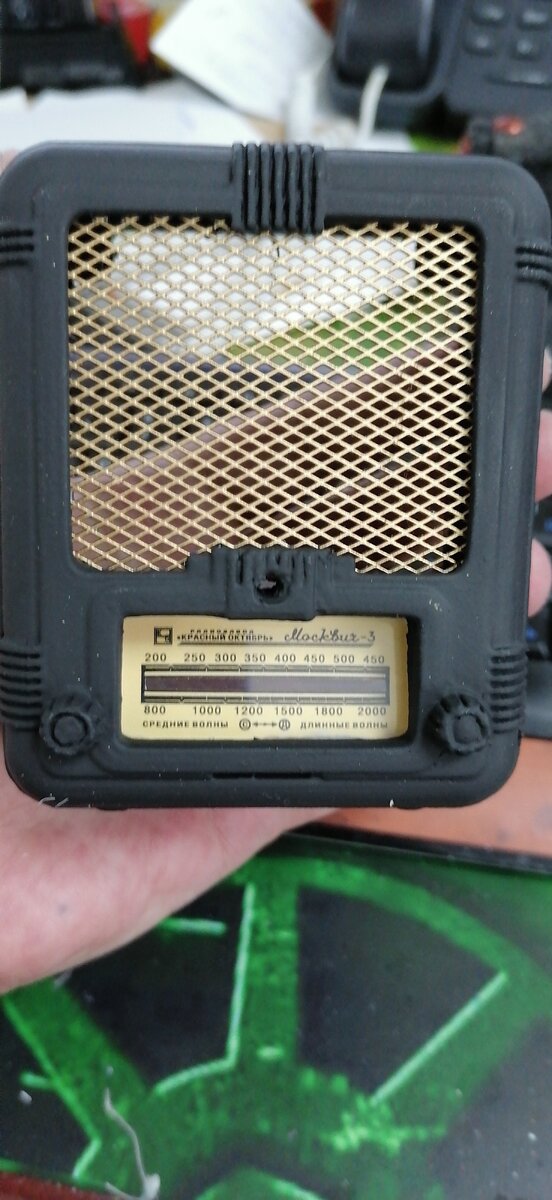 РАДИОЗАВОД
«КРАСНЫЙ ОКТЯБРЬ» Москвич-3
200 250 300 350 400 450 500 450
800 1000 1200 1500 1800 2000
СРЕДНИЕ ВОЛНЫ С ↔ Д ДЛИННЫЕ ВОЛНЫ